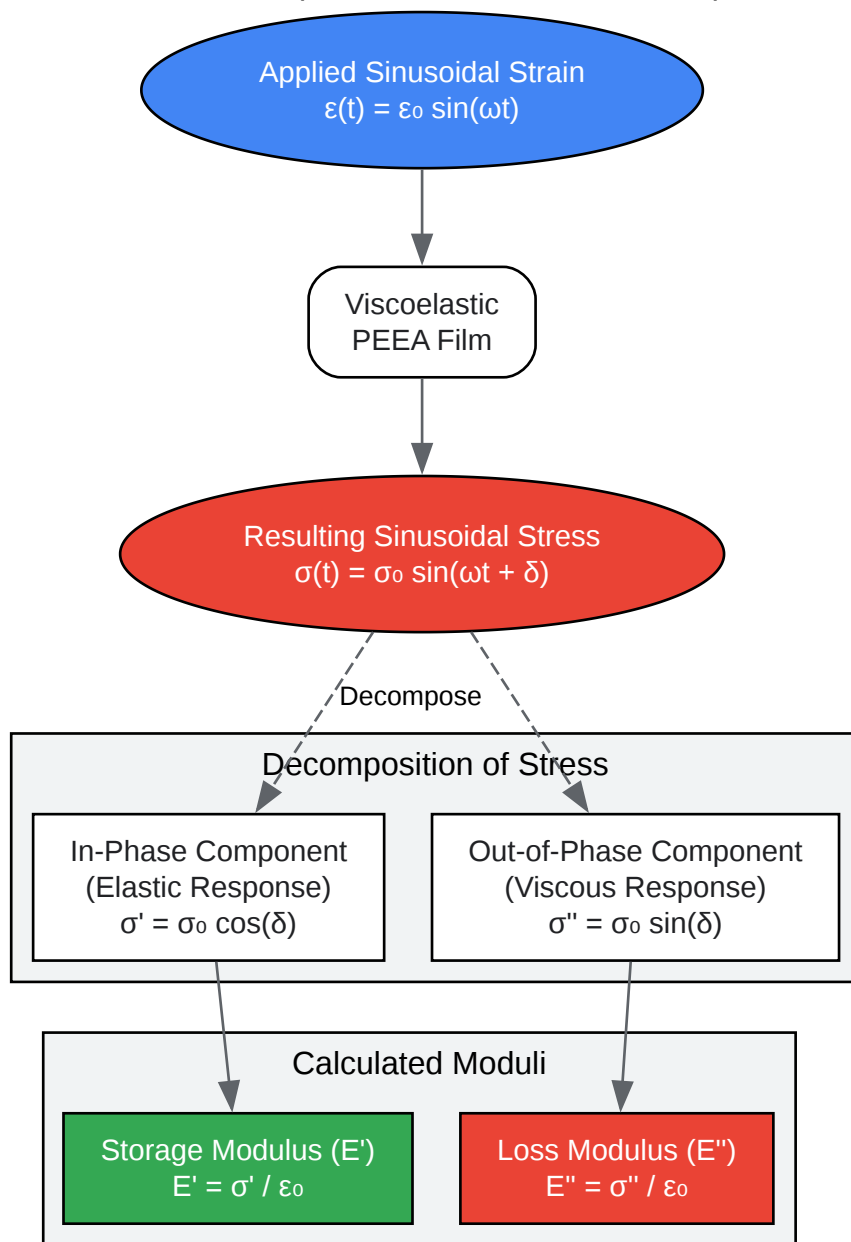 Applied Sinusoidal Strain
ε(t) = ε₀ sin(ωt)
Viscoelastic
PEEA Film
Resulting Sinusoidal Stress
σ(t) = σ₀ sin(ωt + δ)
Decompose
Decomposition of Stress
In-Phase Component
(Elastic Response)
σ' = σ₀ cos(δ)
Out-of-Phase Component
(Viscous Response)
σ'' = σ₀ sin(δ)
Calculated Moduli
Storage Modulus (E')
E' = σ' / ε₀
Loss Modulus (E'')
E'' = σ'' / ε₀